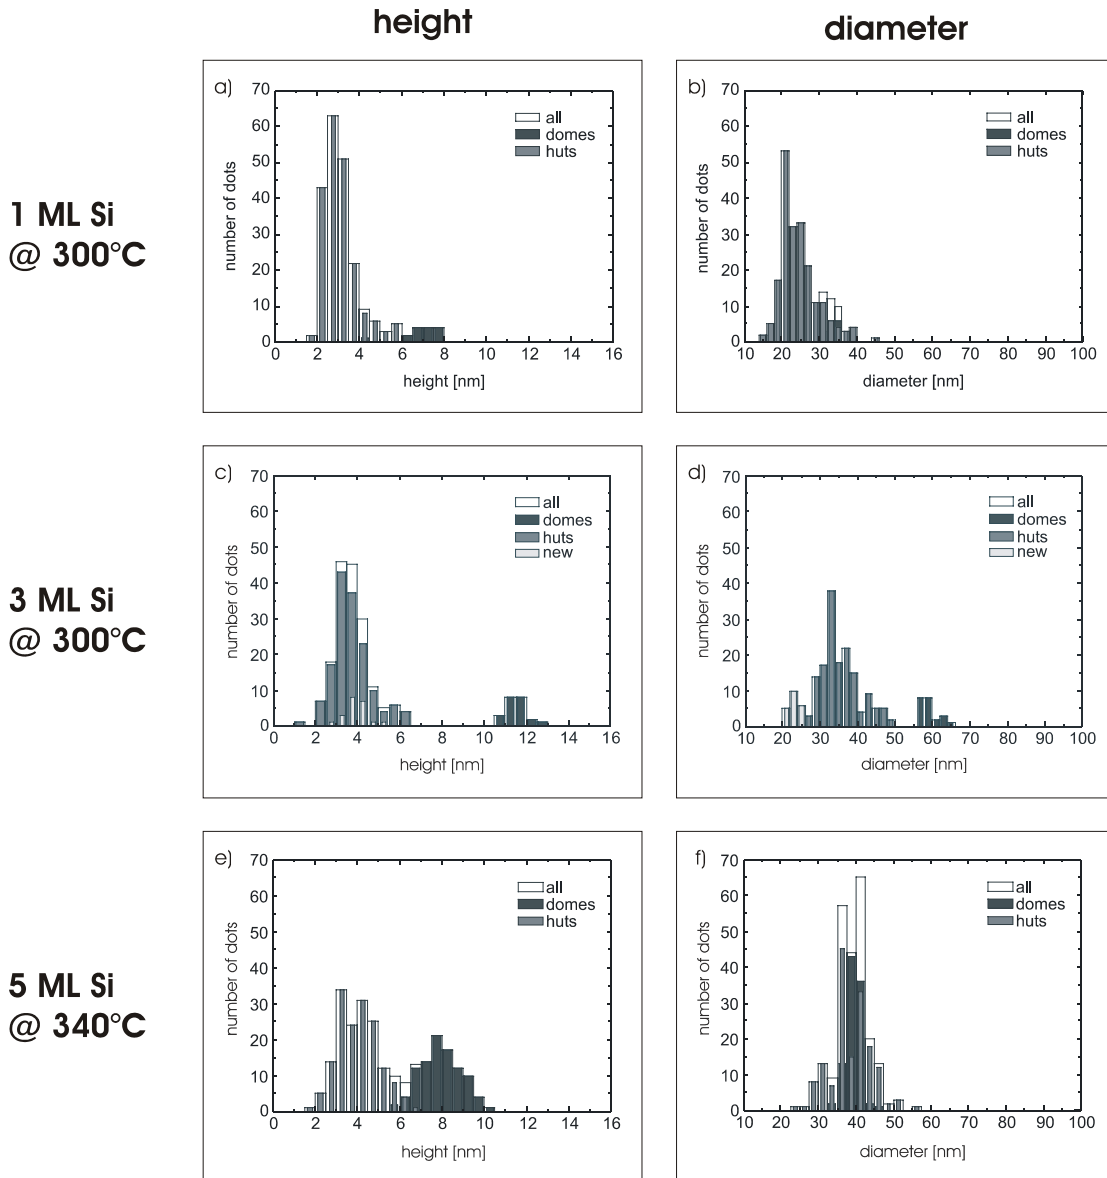 height
diameter
1 ML Si
@ 300°C
a)
70
60
50
40
30
20
10
0
number of dots
all
domes
huts
0 2 4 6 8 10 12 14 16
height [nm]
b)
70
60
50
40
30
20
10
0
number of dots
all
domes
huts
10 20 30 40 50 60 70 80 90 100
diameter [nm]
3 ML Si
@ 300°C
c)
70
60
50
40
30
20
10
0
number of dots
all
domes
huts
new
0 2 4 6 8 10 12 14 16
height [nm]
d)
70
60
50
40
30
20
10
0
number of dots
all
domes
huts
new
10 20 30 40 50 60 70 80 90 100
diameter [nm]
5 ML Si
@ 340°C
e)
70
60
50
40
30
20
10
0
number of dots
all
domes
huts
0 2 4 6 8 10 12 14 16
height [nm]
f)
70
60
50
40
30
20
10
0
number of dots
all
domes
huts
10 20 30 40 50 60 70 80 90 100
diameter [nm]